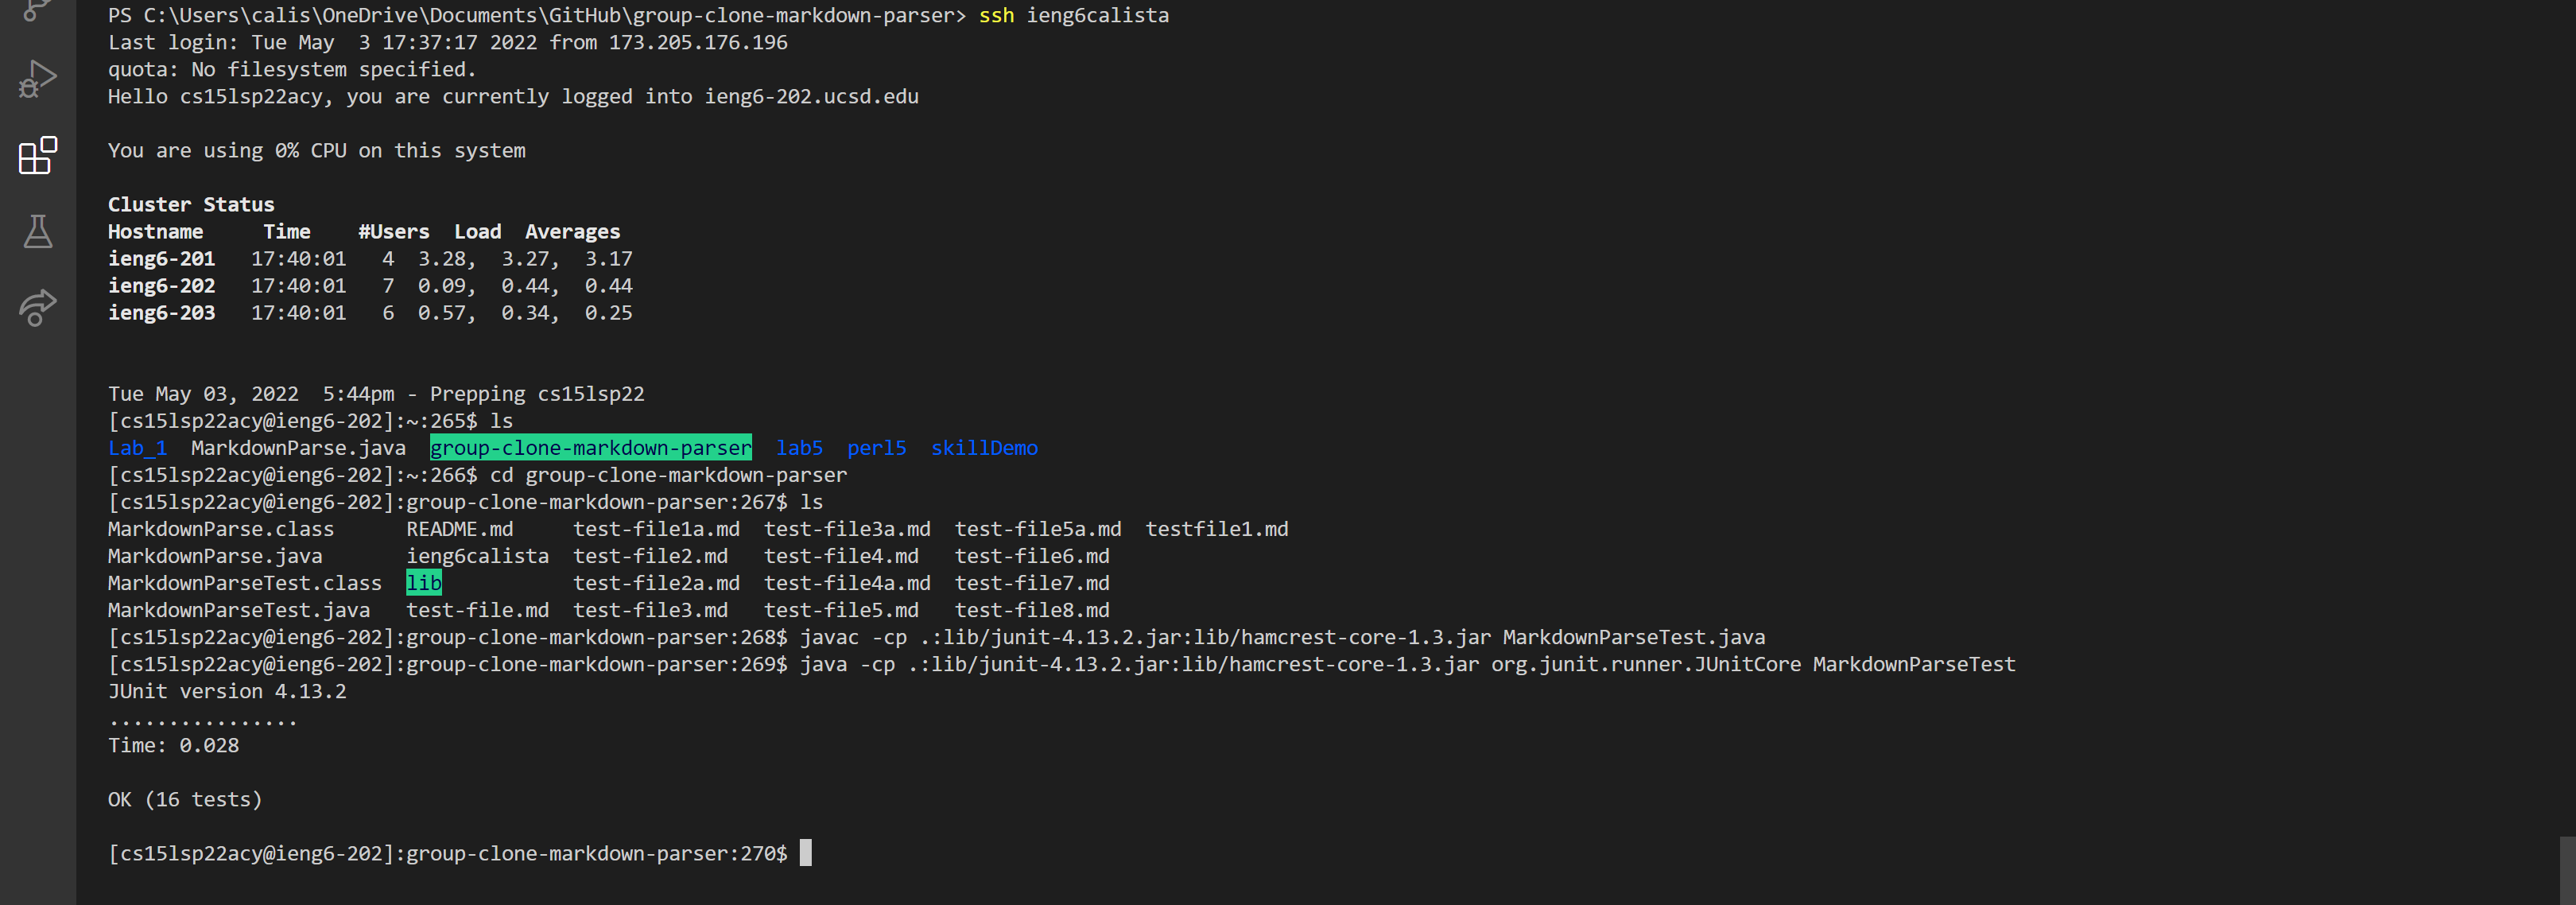 PS C:\Users\calis\OneDrive\Documents\GitHub\group-clone-markdown-parser> ssh ieng6calista
Last login: Tue May  3 17:37:17 2022 from 173.205.176.196
quota: No filesystem specified.
Hello cs15lsp22acy, you are currently logged into ieng6-202.ucsd.edu
You are using 0% CPU on this system
Cluster Status
Hostname     Time    #Users  Load  Averages
ieng6-201   17:40:01   4  3.28,  3.27,  3.17
ieng6-202   17:40:01   7  0.09,  0.44,  0.44
ieng6-203   17:40:01   6  0.57,  0.34,  0.25
Tue May 03, 2022  5:44pm - Prepping cs15lsp22
[cs15lsp22acy@ieng6-202]:~:265$ ls
Lab_1  MarkdownParse.java  group-clone-markdown-parser  lab5  perl5  skillDemo
[cs15lsp22acy@ieng6-202]:~:266$ cd group-clone-markdown-parser
[cs15lsp22acy@ieng6-202]:group-clone-markdown-parser:267$ ls
MarkdownParse.class      README.md     test-file1a.md  test-file3a.md  test-file5a.md  testfile1.md
MarkdownParse.java       ieng6calista  test-file2.md   test-file4.md   test-file6.md
MarkdownParseTest.class  lib           test-file2a.md  test-file4a.md  test-file7.md
MarkdownParseTest.java   test-file.md  test-file3.md   test-file5.md   test-file8.md
[cs15lsp22acy@ieng6-202]:group-clone-markdown-parser:268$ javac -cp .:lib/junit-4.13.2.jar:lib/hamcrest-core-1.3.jar MarkdownParseTest.java
[cs15lsp22acy@ieng6-202]:group-clone-markdown-parser:269$ java -cp .:lib/junit-4.13.2.jar:lib/hamcrest-core-1.3.jar org.junit.runner.JUnitCore MarkdownParseTest
JUnit version 4.13.2
................
Time: 0.028
OK (16 tests)
[cs15lsp22acy@ieng6-202]:group-clone-markdown-parser:270$